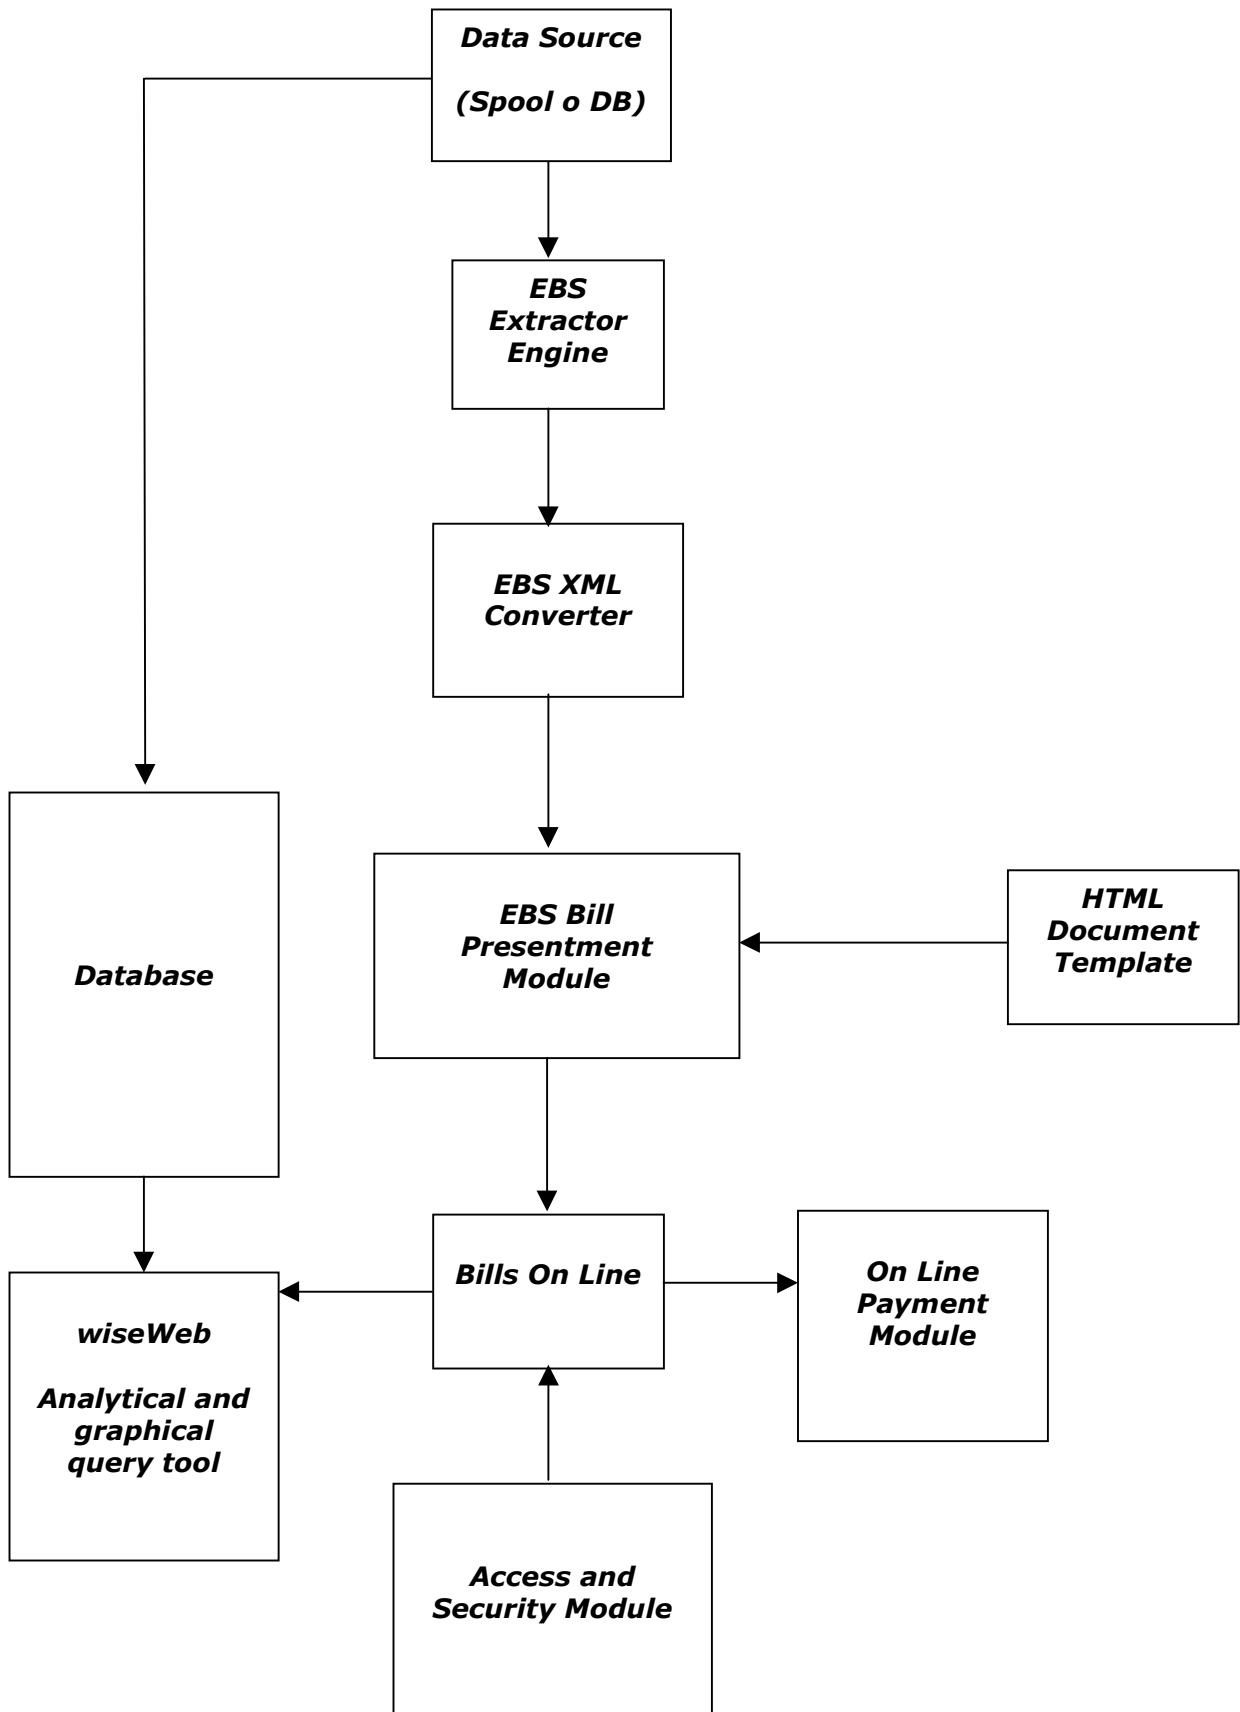 Data Source
(Spool o DB)
EBS
Extractor
Engine
EBS XML
Converter
EBS Bill
Presentment
Module
HTML
Document
Template
Database
Bills On Line
On Line
Payment
Module
wiseWeb
Analytical and
graphical
query tool
Access and
Security Module